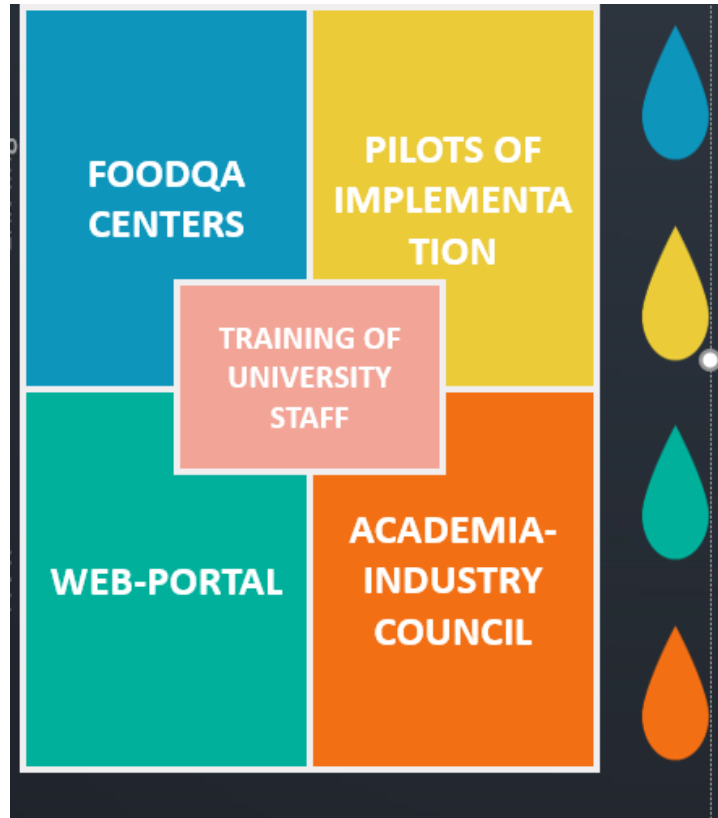 FOODQA
CENTERS
PILOTS OF
IMPLEMENTA
TION
TRAINING OF
UNIVERSITY
STAFF
WEB-PORTAL
ACADEMIA-
INDUSTRY
COUNCIL